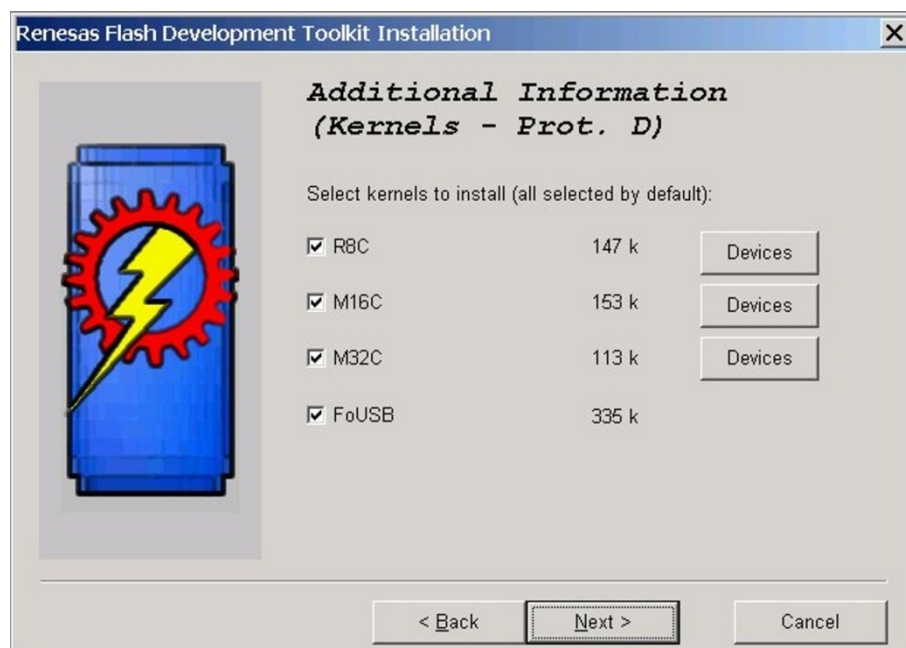 Renesas Flash Development Toolkit Installation
Additional Information
(Kernels - Prot. D)
Select kernels to install (all selected by default):
R8C 147 k Devices
M16C 153 k Devices
M32C 113 k Devices
FoUSB 335 k
< Back Next > Cancel